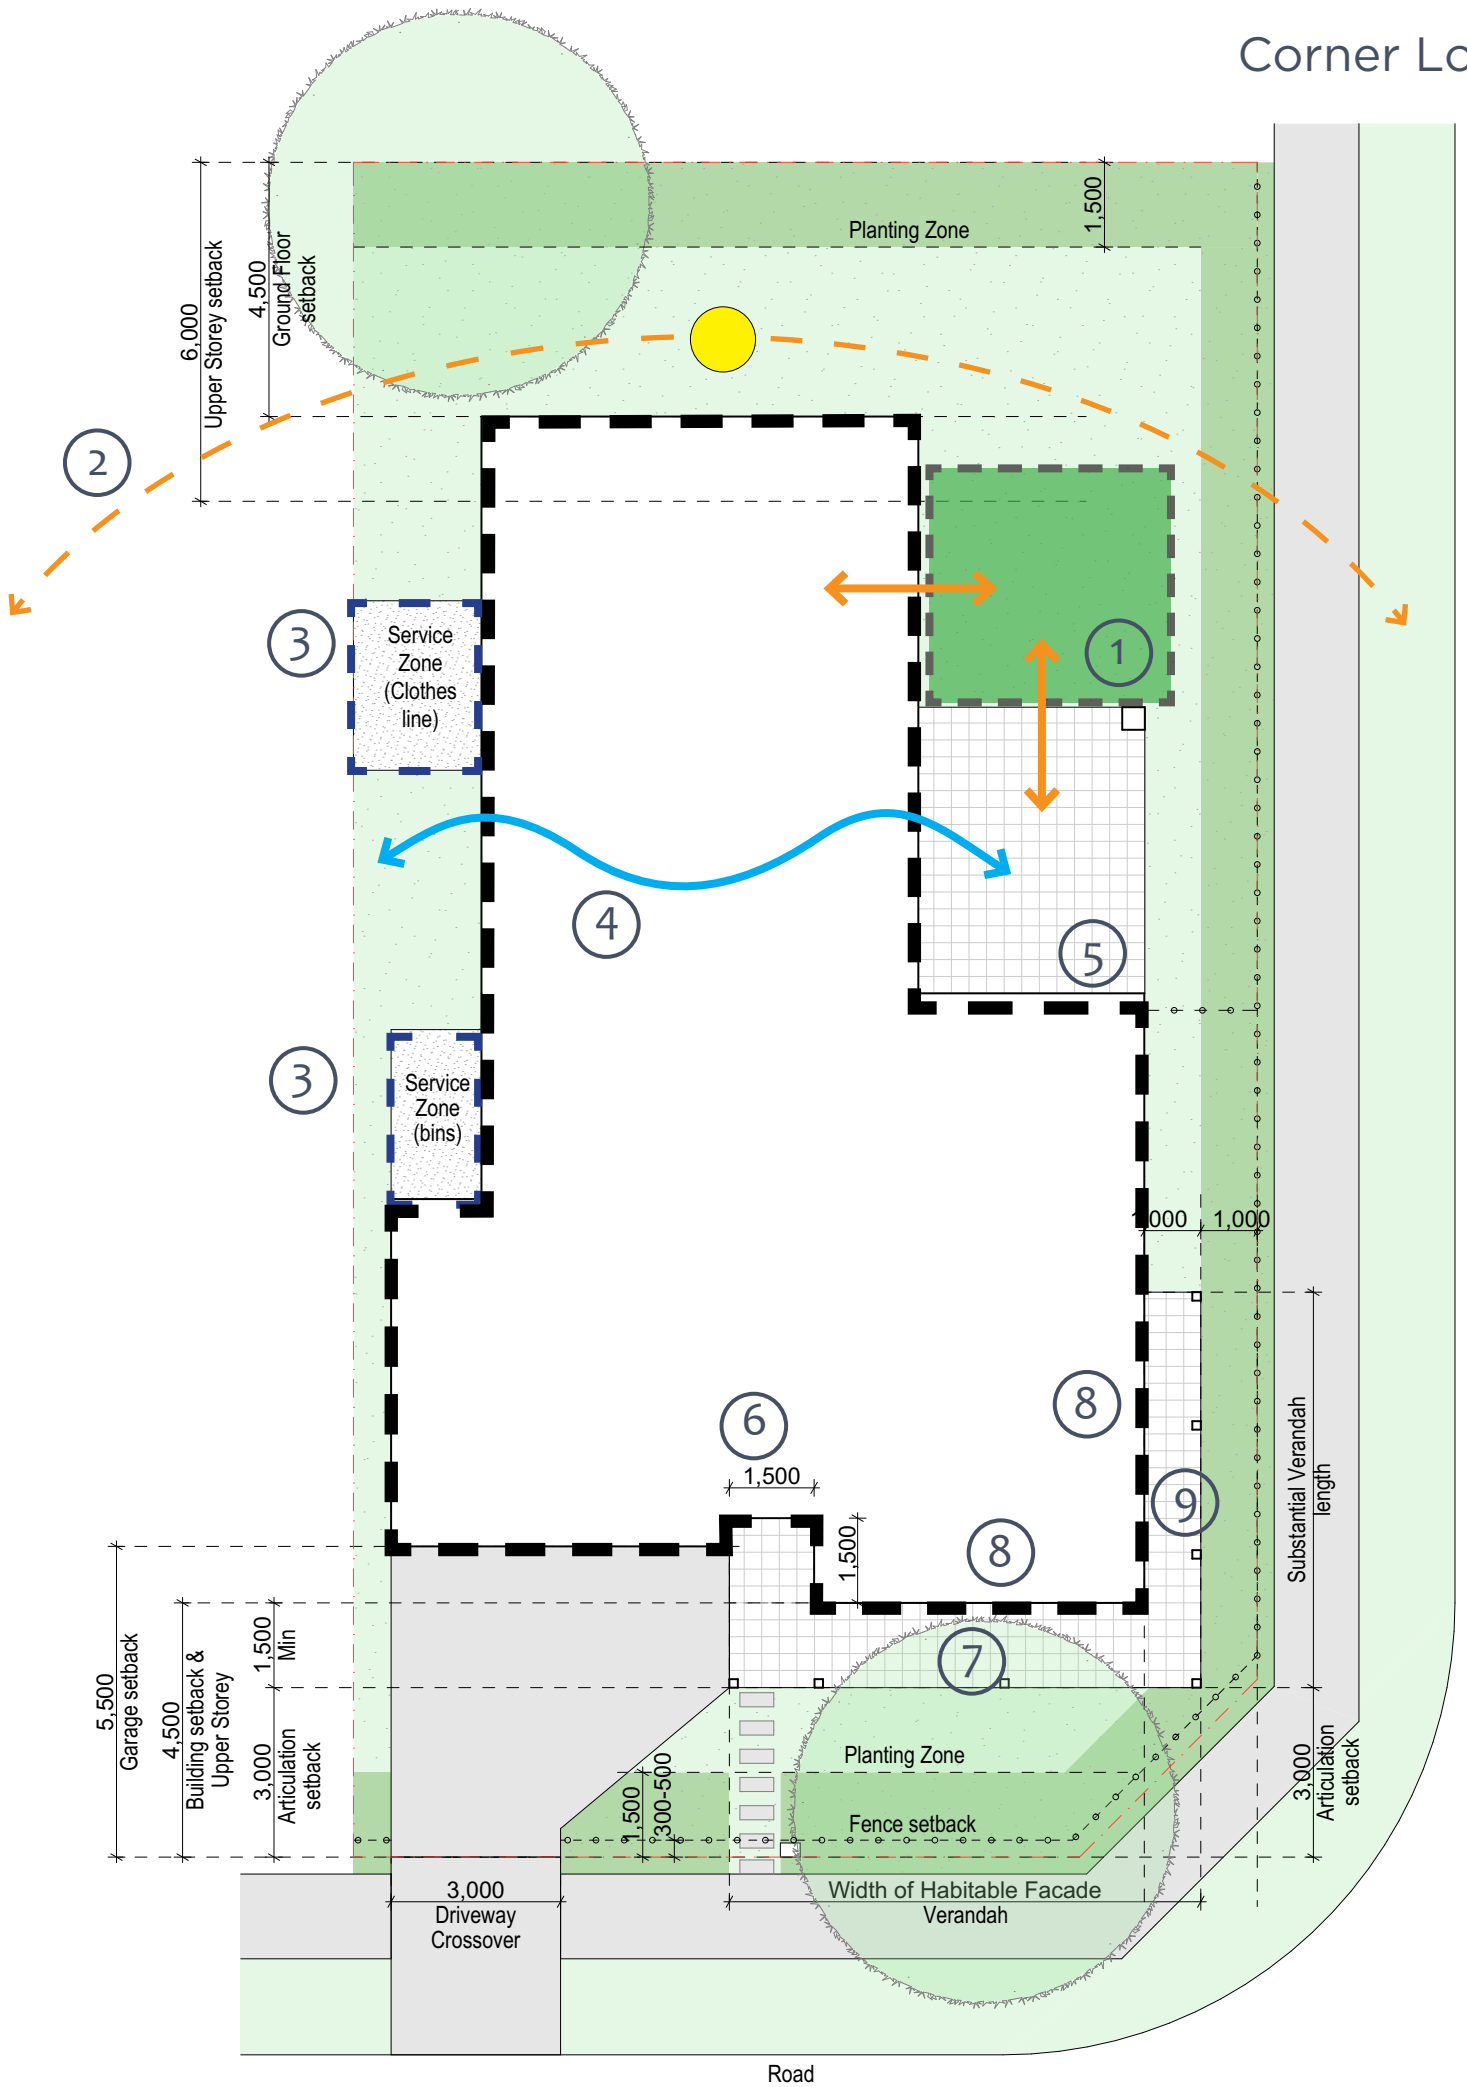 Corner Lo
1,500
Planting Zone
6,000
Upper Storey setback
4,500
Ground Floor
setback
2
3
Service
Zone
(Clothes
line)
1
4
5
3
Service
Zone
(bins)
1,000
6
1,500
1,500
8
8
9
7
Substantial Verandah
length
5,500
Garage setback
4,500
Building setback &
Upper Storey
1,500
Min
3,000
Articulation
setback
1,500
300-500
Planting Zone
Fence setback
3,000
Articulation
setback
3,000
Driveway
Crossover
Width of Habitable Facade
Verandah
Road